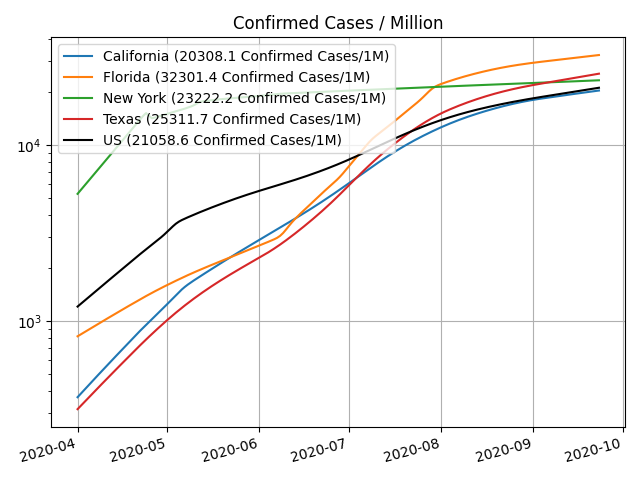 Confirmed Cases / Million
California (20308.1 Confirmed Cases/1M)
Florida (32301.4 Confirmed Cases/1M)
New York (23222.1 Confirmed Cases/1M)
Texas (25311.7 Confirmed Cases/1M)
US (21058.6 Confirmed Cases/1M)
10^4
10^3
2020-04 2020-05 2020-06 2020-07 2020-08 2020-09 2020-10